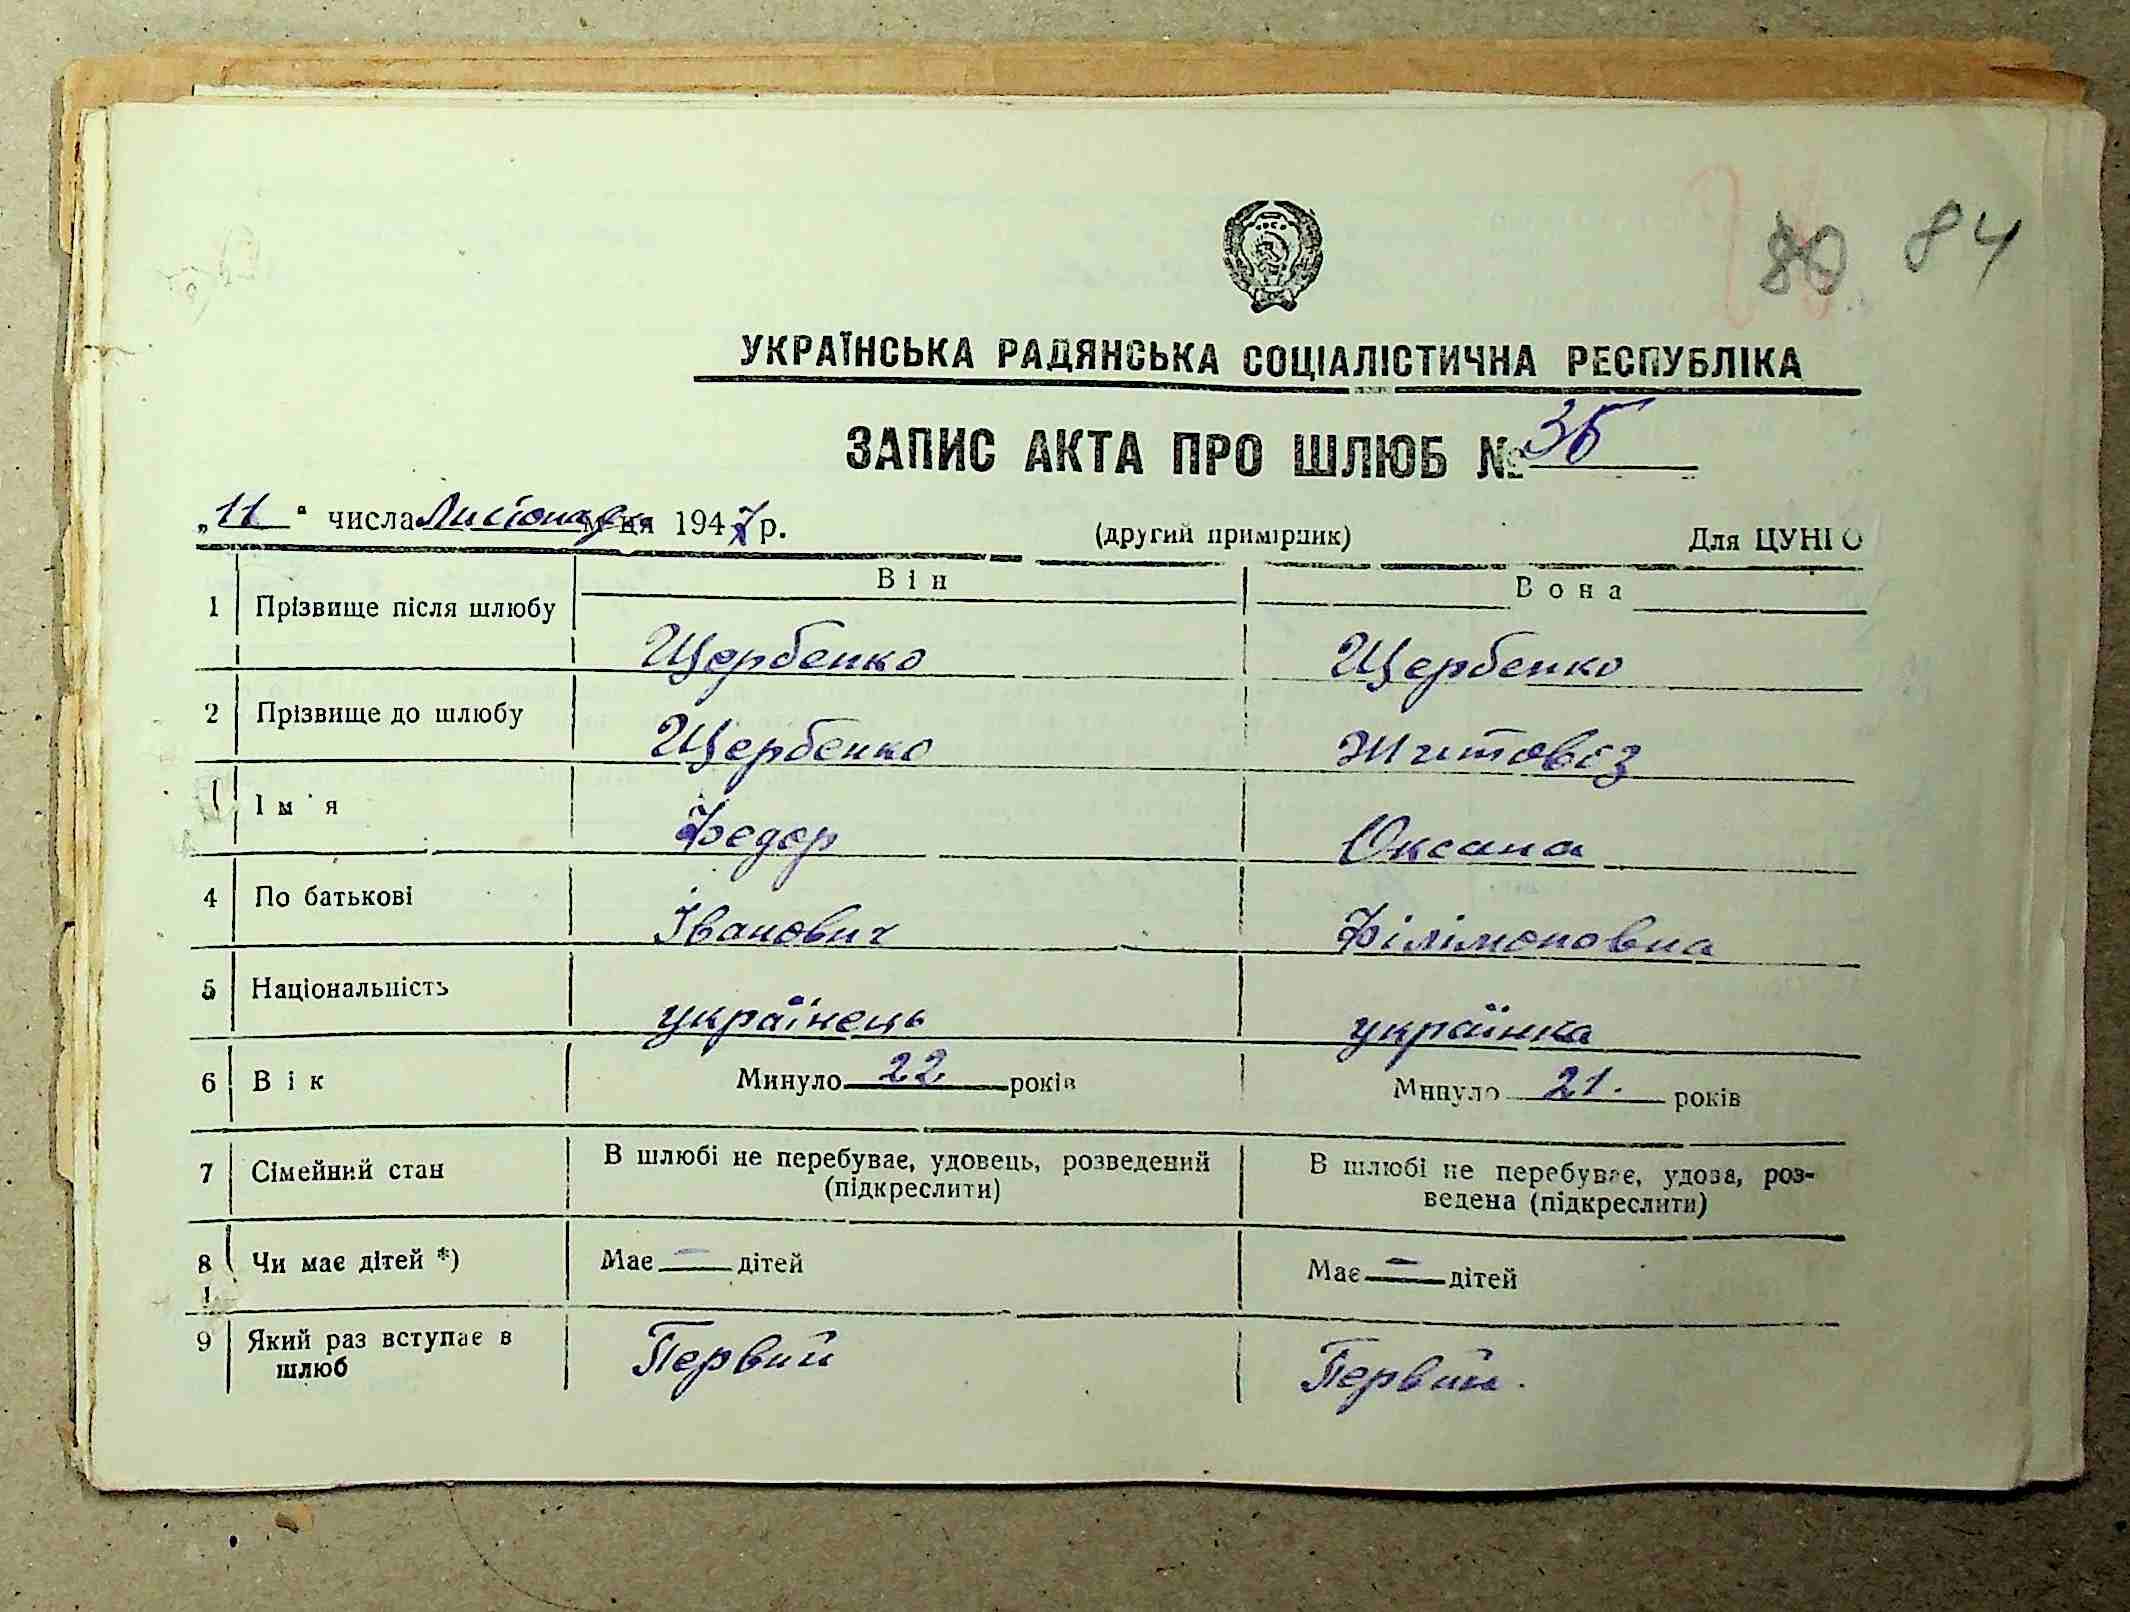 80 84
УКРАЇНСЬКА РАДЯНСЬКА СОЦІАЛІСТИЧНА РЕСПУБЛІКА
ЗАПИС АКТА ПРО ШЛЮБ № 35
„11“ числа Листопада м-ця 1947 р. (другий примірник) Для ЦУНГО
Він Вона
1 Прізвище після шлюбу Щербенко Щербенко
2 Прізвище до шлюбу Щербенко Житовоз
Ім'я Федор Оксана
4 По батькові Іванович Філімоновна
5 Національність українець українка
6 Вік Минуло 22 років Минуло 21. років
7 Сімейний стан В шлюбі не перебуває, удовець, розведений В шлюбі не перебуває, удова, роз-
(підкреслити) ведена (підкреслити)
8 Чи має дітей *) Має — дітей Має — дітей
9 Який раз вступає в Первий Первий.
шлюб